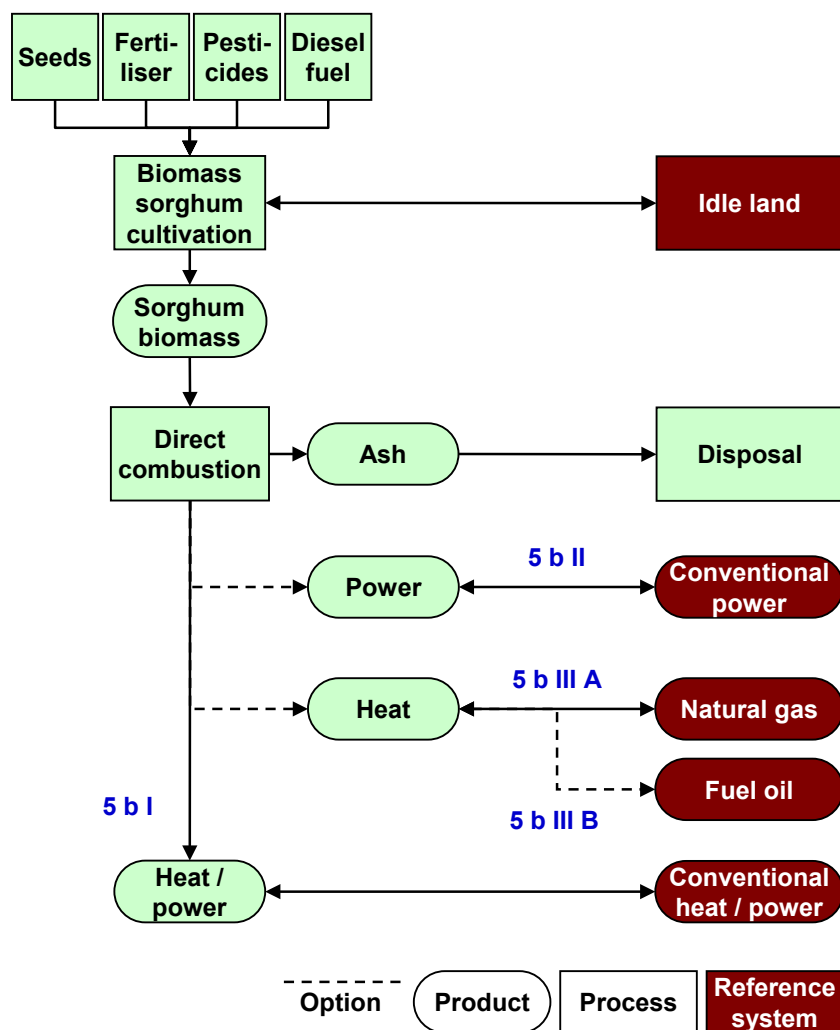 Seeds
Ferti-
liser
Pesti-
cides
Diesel
fuel
Biomass
sorghum
cultivation
Idle land
Sorghum
biomass
Direct
combustion
Ash
Disposal
5 b II
Power
Conventional
power
5 b III A
Heat
Natural gas
Fuel oil
5 b I
5 b III B
Heat /
power
Conventional
heat / power
Option
Product
Process
Reference
system